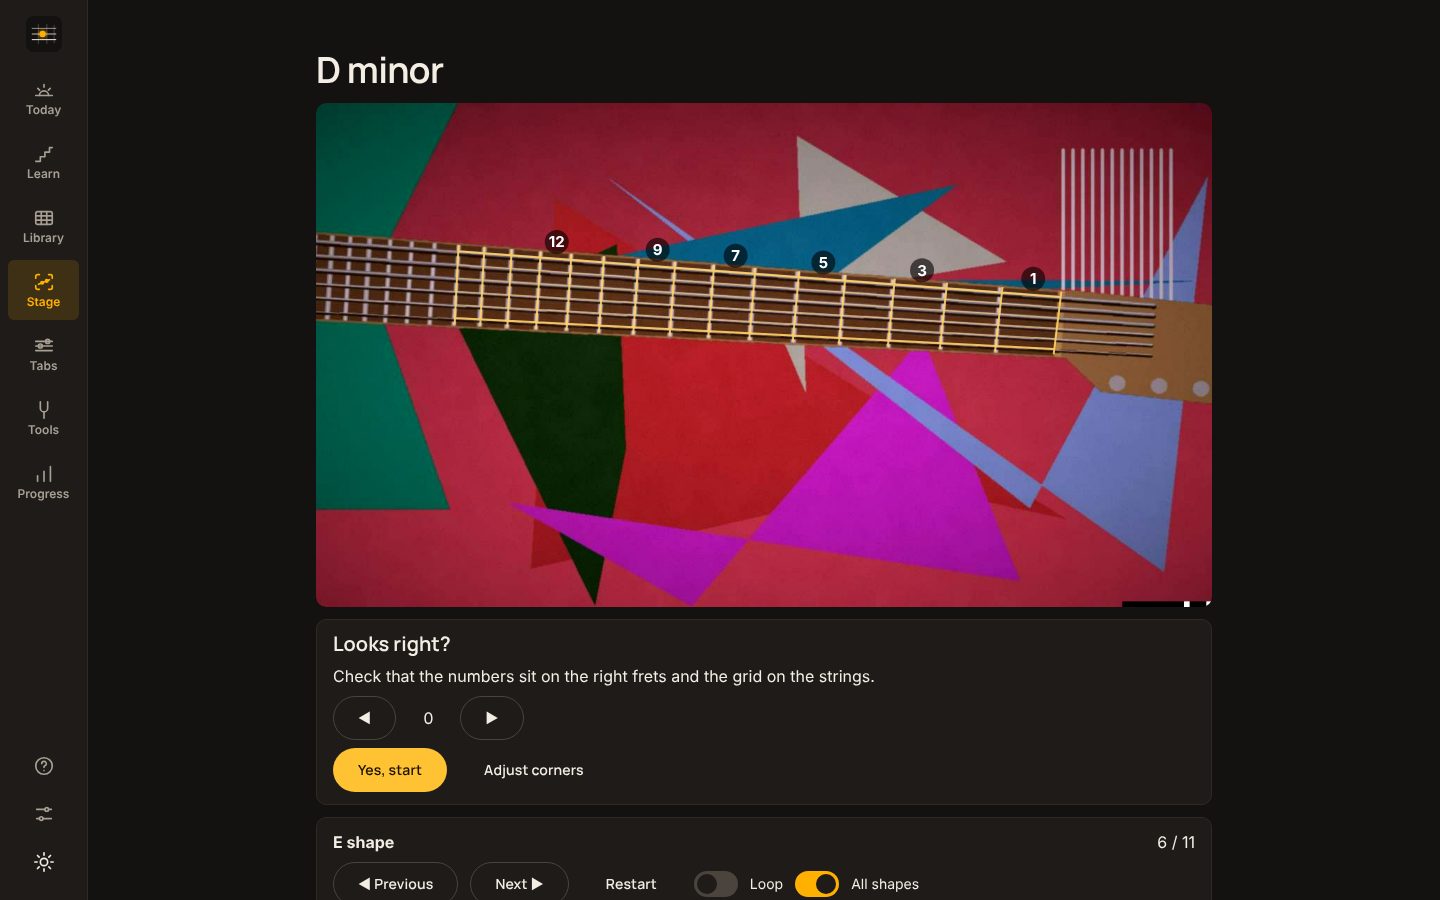 Today
Learn
Library
Stage
Tabs
Tools
Progress
D minor
12
9
7
5
3
1
Looks right?
Check that the numbers sit on the right frets and the grid on the strings.
◀ 0 ▶
Yes, start
Adjust corners
E shape
6 / 11
◀ Previous
Next ▶
Restart
Loop
All shapes